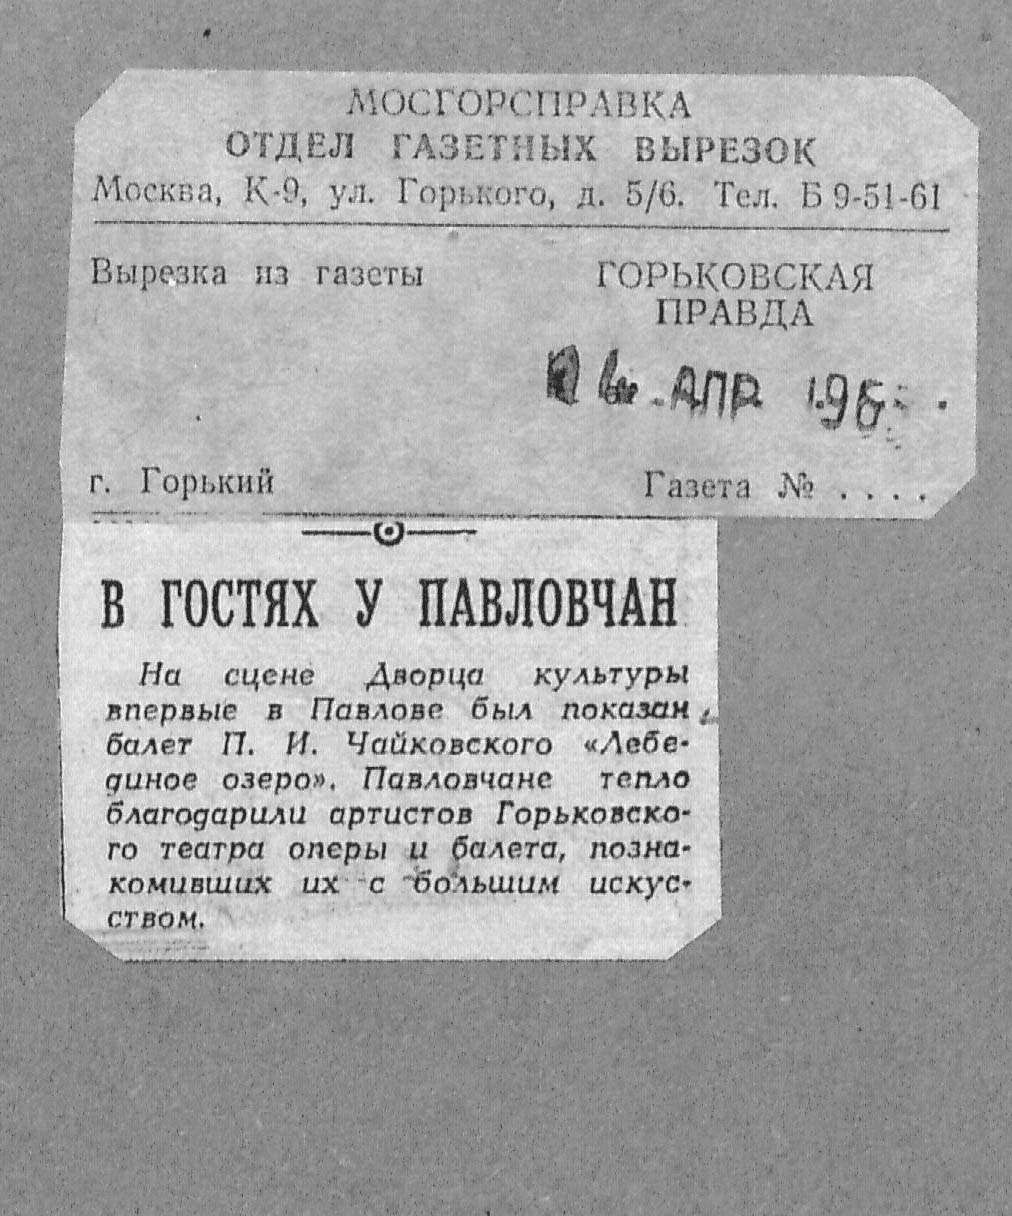 МОСГОРСПРАВКА
ОТДЕЛ ГАЗЕТНЫХ ВЫРЕЗОК
Москва, К-9, ул. Горького, д. 5/6. Тел. Б 9-51-61
Вырезка из газеты
ГОРЬКОВСКАЯ
ПРАВДА
АПР 196
г. Горький
Газета № . . . .
В ГОСТЯХ У ПАВЛОВЧАН
На сцене Дворца культуры
впервые в Павлове был показан
балет П. И. Чайковского «Лебе-
диное озеро». Павловчане тепло
благодарили артистов Горьковско-
го театра оперы и балета, позна-
комивших их с большим искус-
ством.